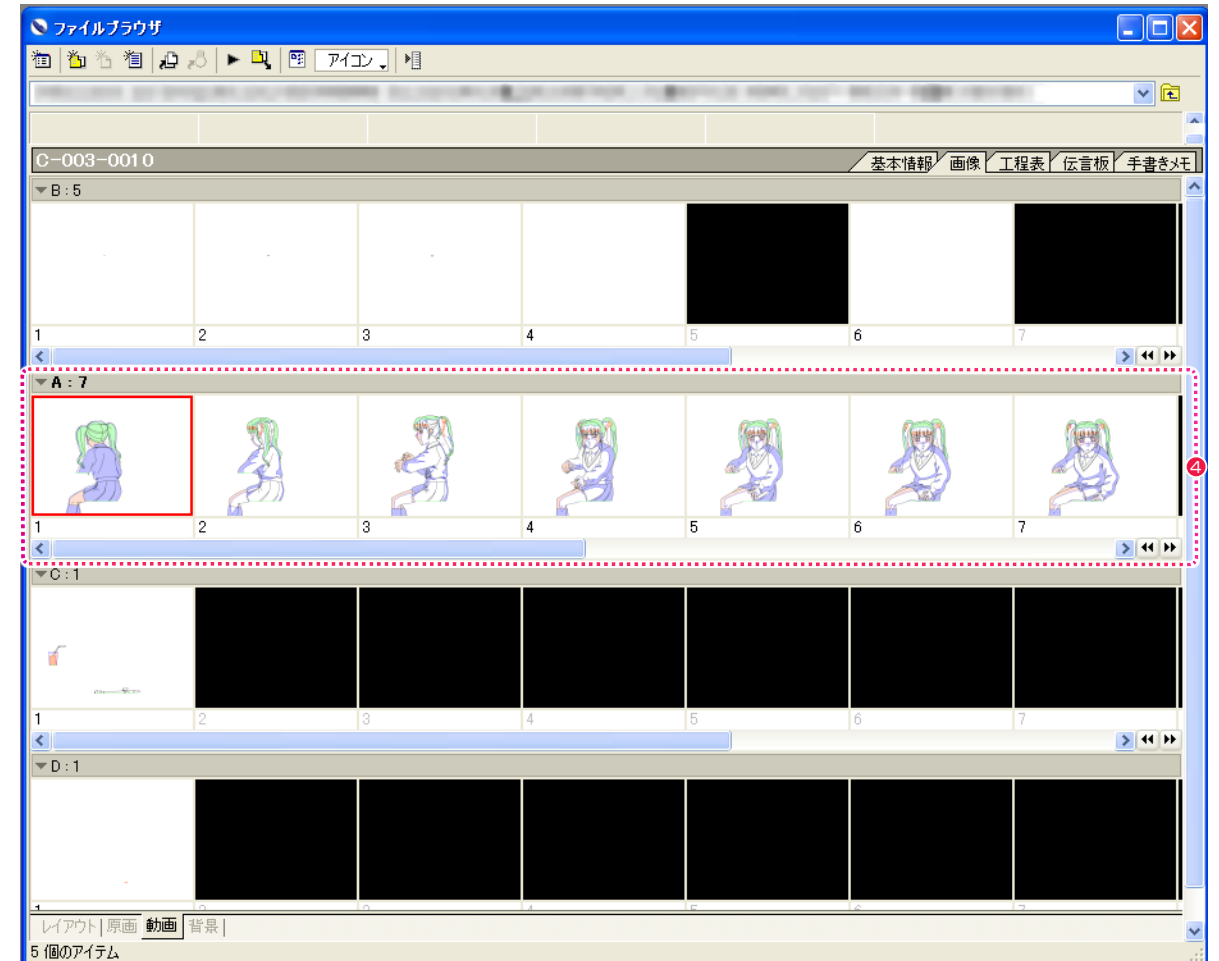 ファイルブラウザ
アイコン
C-003-0010
基本情報 画像 工程表 伝言板 手書きメモ
B:5
1 2 3 4 5 6 7
A:7
4
1 2 3 4 5 6 7
C:1
1 2 3 4 5 6 7
D:1
レイアウト 原画 動画 背景
5 個のアイテム